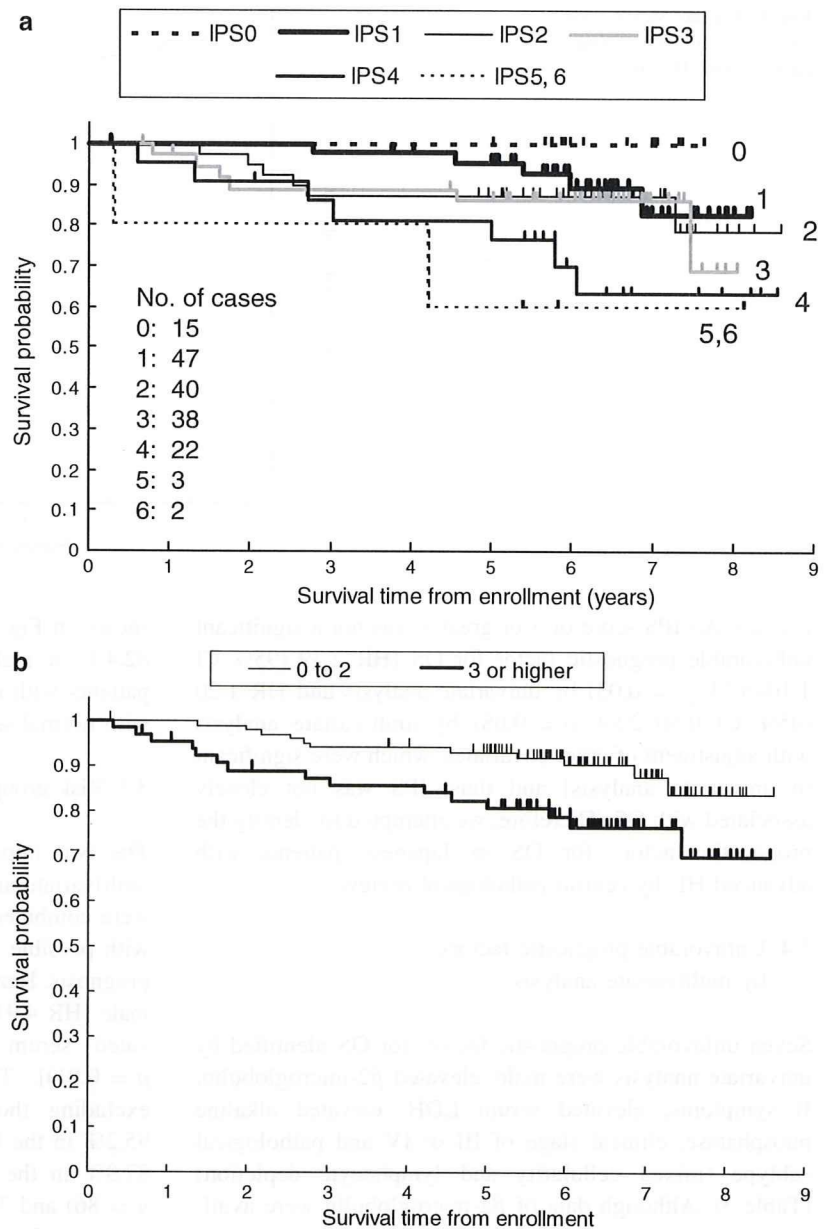 a
IPS0 IPS1 IPS2 IPS3
IPS4 IPS5, 6
Survival probability
1
0.9
0.8
0.7
0.6
0.5
0.4
0.3
0.2
0.1
0
0
1
2
3
4
5,6
No. of cases
0: 15
1: 47
2: 40
3: 38
4: 22
5: 3
6: 2
0 1 2 3 4 5 6 7 8 9
Survival time from enrollment (years)
b
0 to 2 3 or higher
Survival probability
1
0.9
0.8
0.7
0.6
0.5
0.4
0.3
0.2
0.1
0
0 1 2 3 4 5 6 7 8 9
Survival time from enrollment